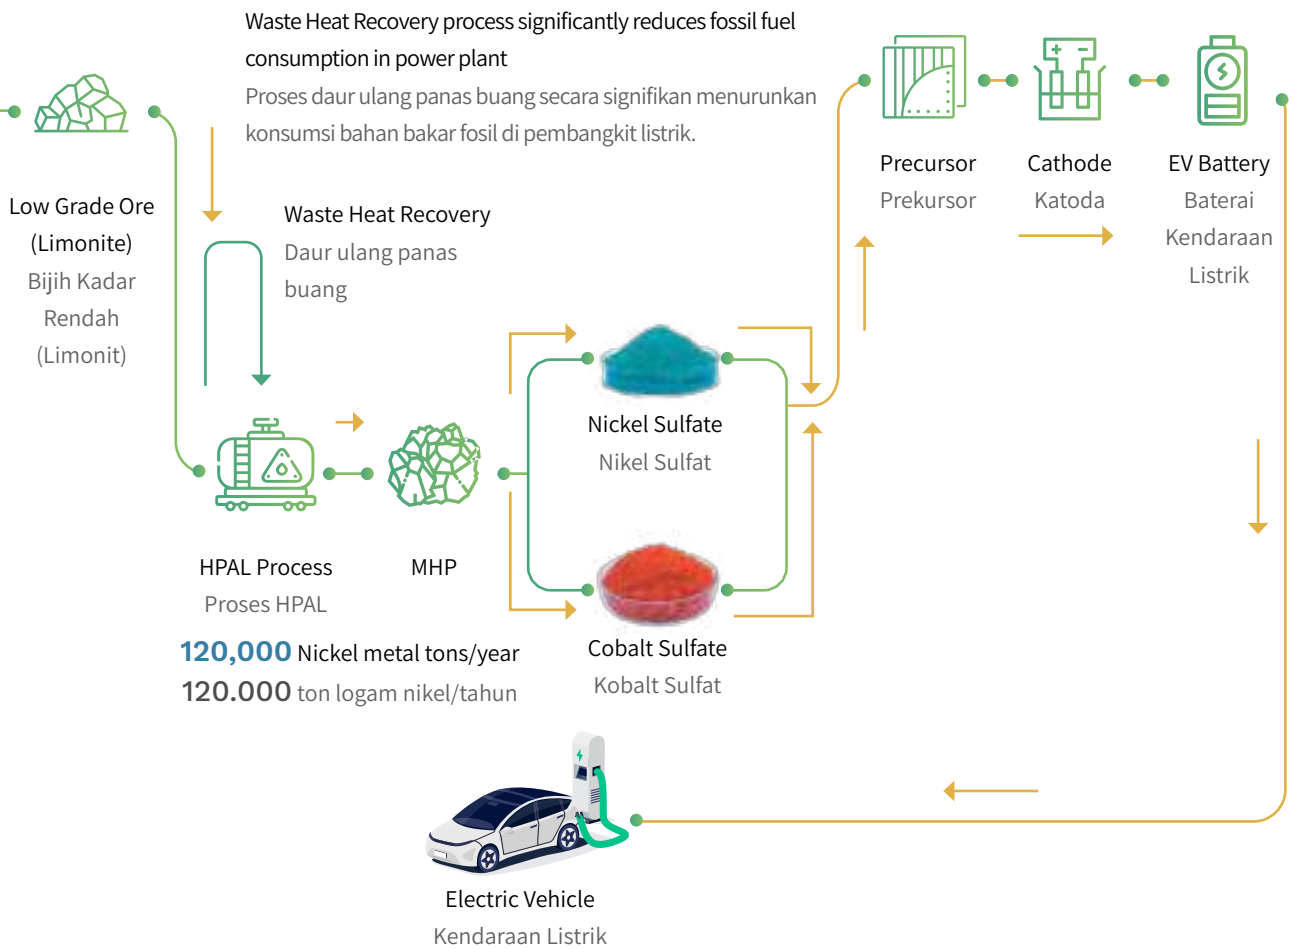 Waste Heat Recovery process significantly reduces fossil fuel
consumption in power plant
Proses daur ulang panas buang secara signifikan menurunkan
konsumsi bahan bakar fosil di pembangkit listrik.
Low Grade Ore
(Limonite)
Bijih Kadar
Rendah
(Limonit)
Waste Heat Recovery
Daur ulang panas
buang
HPAL Process
Proses HPAL
120,000 Nickel metal tons/year
120.000 ton logam nikel/tahun
MHP
Nickel Sulfate
Nikel Sulfat
Cobalt Sulfate
Kobalt Sulfat
Precursor
Prekursor
Cathode
Katoda
EV Battery
Baterai
Kendaraan
Listrik
Electric Vehicle
Kendaraan Listrik